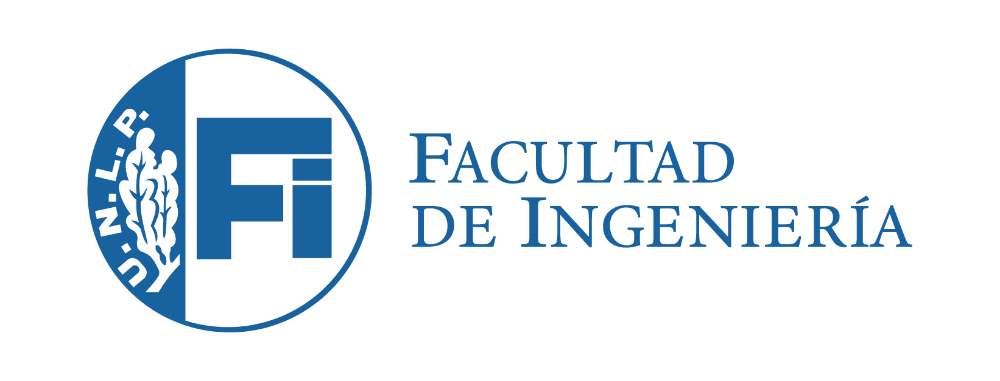 U.N.L.P.
Fi
FACULTAD
DE INGENIERÍA